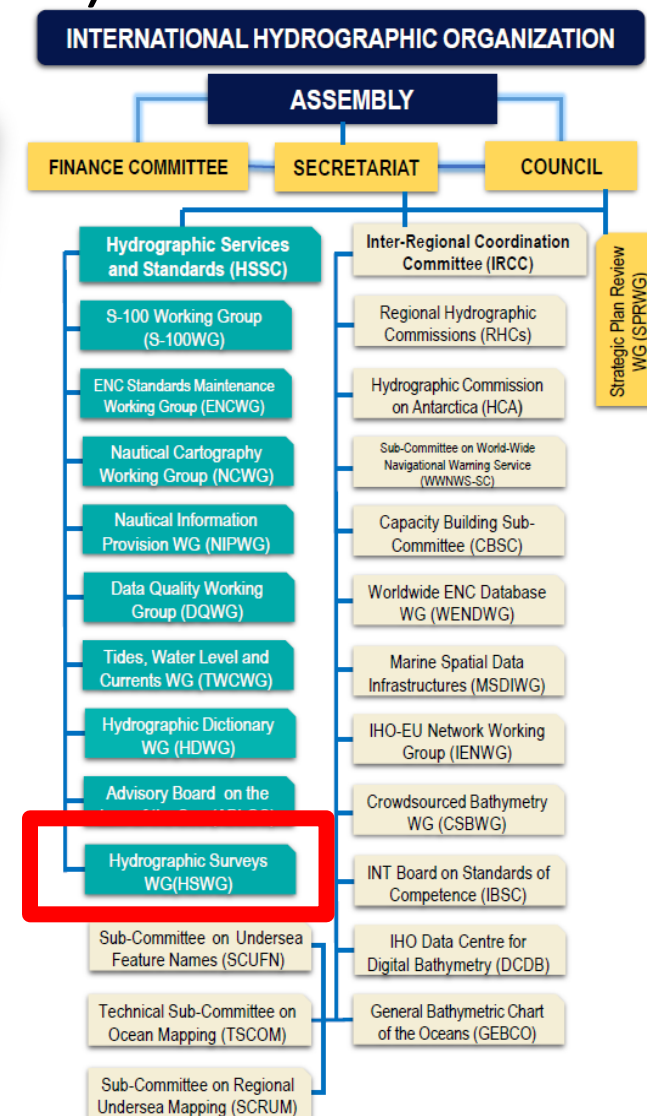 INTERNATIONAL HYDROGRAPHIC ORGANIZATION
ASSEMBLY
FINANCE COMMITTEE
SECRETARIAT
COUNCIL
Hydrographic Services
and Standards (HSSC)
S-100 Working Group
(S-100WG)
ENC Standards Maintenance
Working Group (ENCWG)
Nautical Cartography
Working Group (NCWG)
Nautical Information
Provision WG (NIPWG)
Data Quality Working
Group (DQWG)
Tides, Water Level and
Currents WG (TWCWG)
Hydrographic Dictionary
WG (HDWG)
Advisory Board on the
Hydrographic Surveys
WG(HSWG)
Inter-Regional Coordination
Committee (IRCC)
Regional Hydrographic
Commissions (RHCs)
Hydrographic Commission
on Antarctica (HCA)
Sub-Committee on World-Wide
Navigational Warning Service
(WWNWS-SC)
Capacity Building Sub-
Committee (CBSC)
Worldwide ENC Database
WG (WENDWG)
Marine Spatial Data
Infrastructures (MSDIWG)
IHO-EU Network Working
Group (IENWG)
Crowdsourced Bathymetry
WG (CSBWG)
INT Board on Standards of
Competence (IBSC)
IHO Data Centre for
Digital Bathymetry (DCDB)
General Bathymetric Chart
of the Oceans (GEBCO)
Sub-Committee on Undersea
Feature Names (SCUFN)
Technical Sub-Committee on
Ocean Mapping (TSCOM)
Sub-Committee on Regional
Undersea Mapping (SCRUM)
Strategic Plan Review
WG (SPRWG)